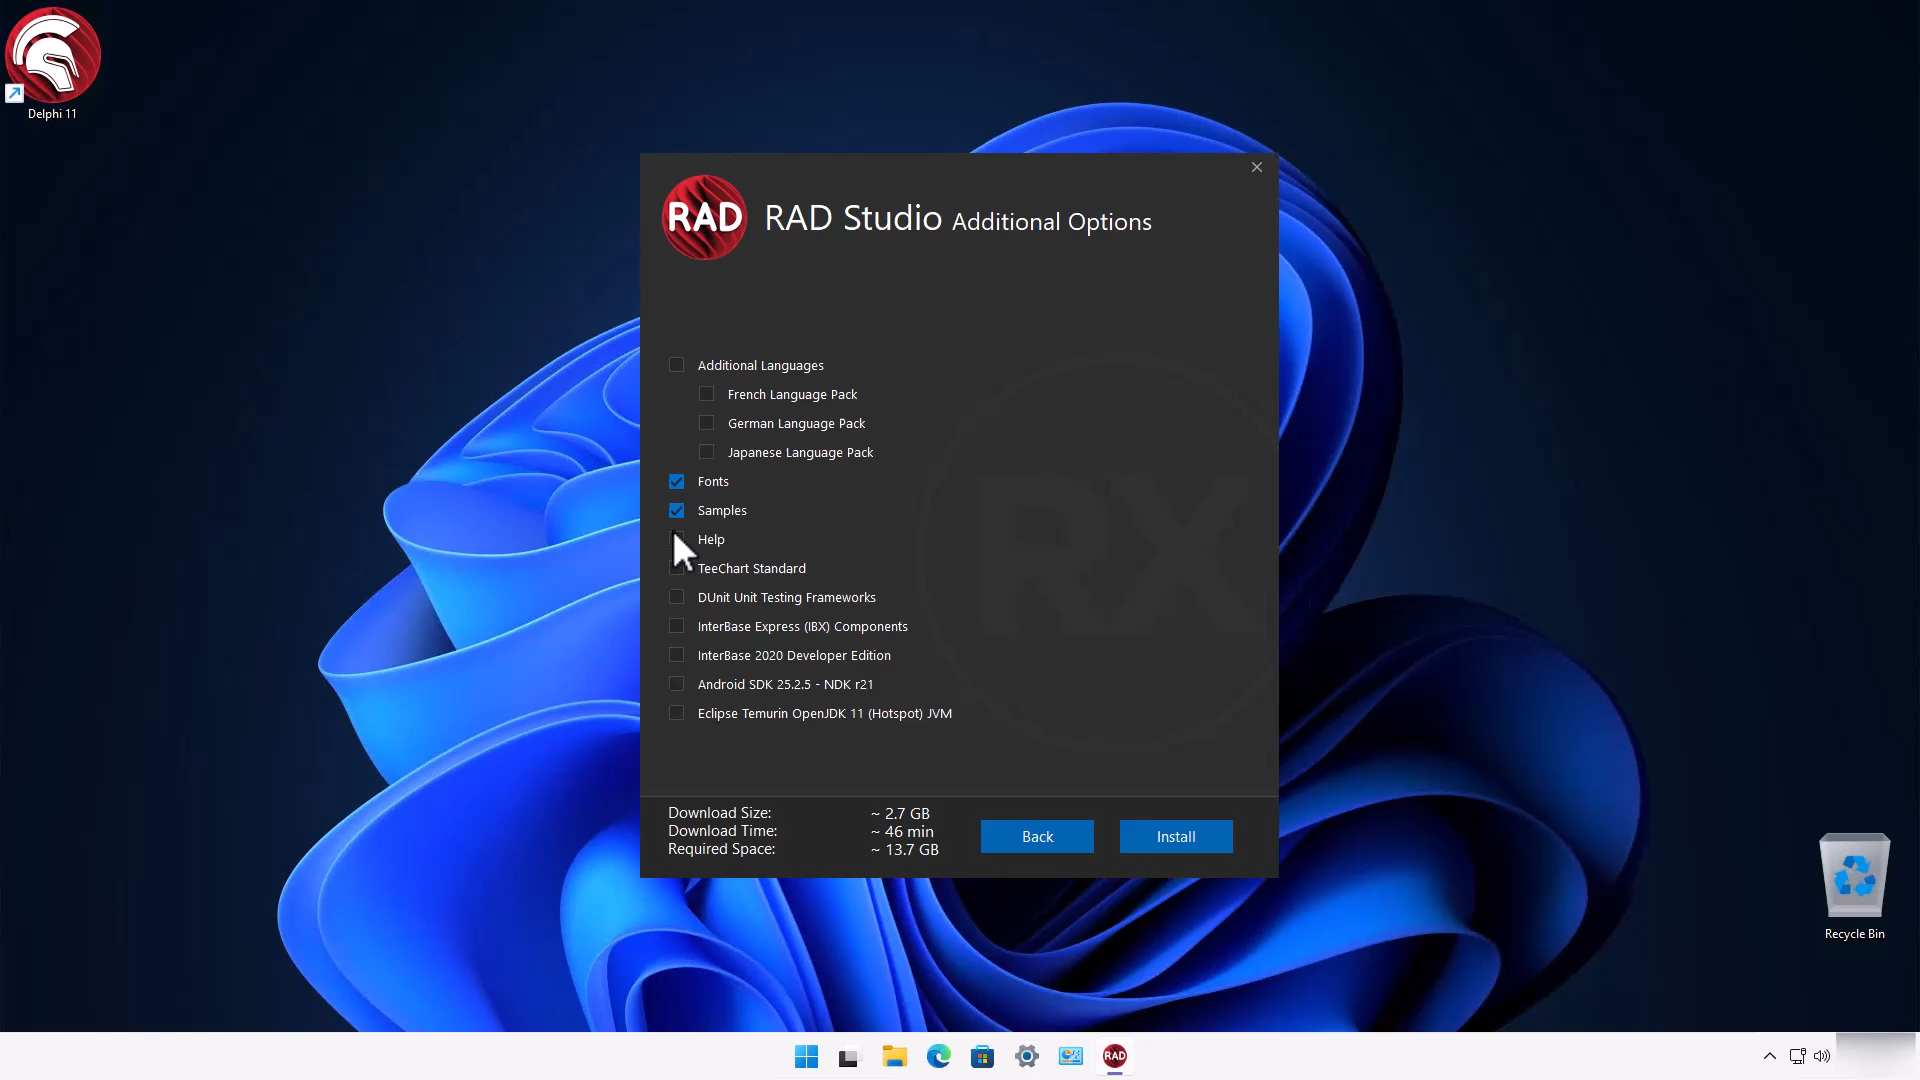 Delphi 11
RAD
RAD Studio Additional Options
Additional Languages
French Language Pack
German Language Pack
Japanese Language Pack
Fonts
Samples
Help
TeeChart Standard
DUnit Unit Testing Frameworks
InterBase Express (IBX) Components
InterBase 2020 Developer Edition
Android SDK 25.2.5 - NDK r21
Eclipse Temurin OpenJDK 11 (Hotspot) JVM
RX
Download Size: ~ 2.7 GB
Download Time: ~ 46 min
Required Space: ~ 13.7 GB
Back
Install
Recycle Bin
RAD